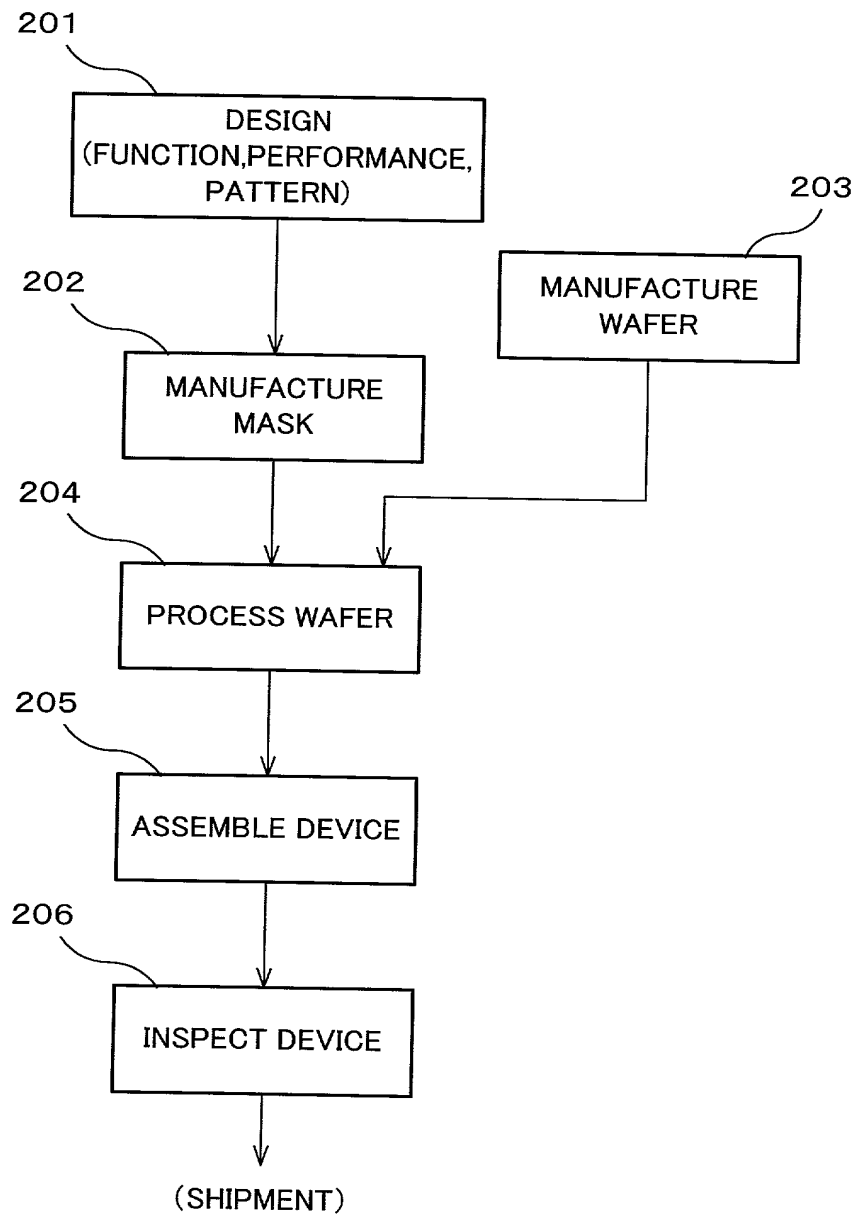 201
DESIGN
(FUNCTION,PERFORMANCE,
PATTERN)
203
MANUFACTURE
WAFER
202
MANUFACTURE
MASK
204
PROCESS WAFER
205
ASSEMBLE DEVICE
206
INSPECT DEVICE
(SHIPMENT)